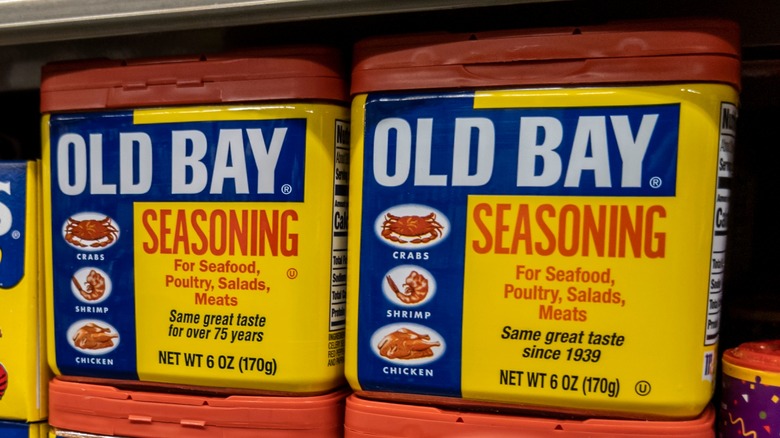 OLD BAY®
SEASONING
For Seafood,
Poultry, Salads,
Meats
Same great taste
for over 75 years
NET WT 6 OZ (170g)
CRABS
SHRIMP
CHICKEN
OLD BAY®
SEASONING
For Seafood,
Poultry, Salads,
Meats
Same great taste
since 1939
NET WT 6 OZ (170g)
CRABS
SHRIMP
CHICKEN